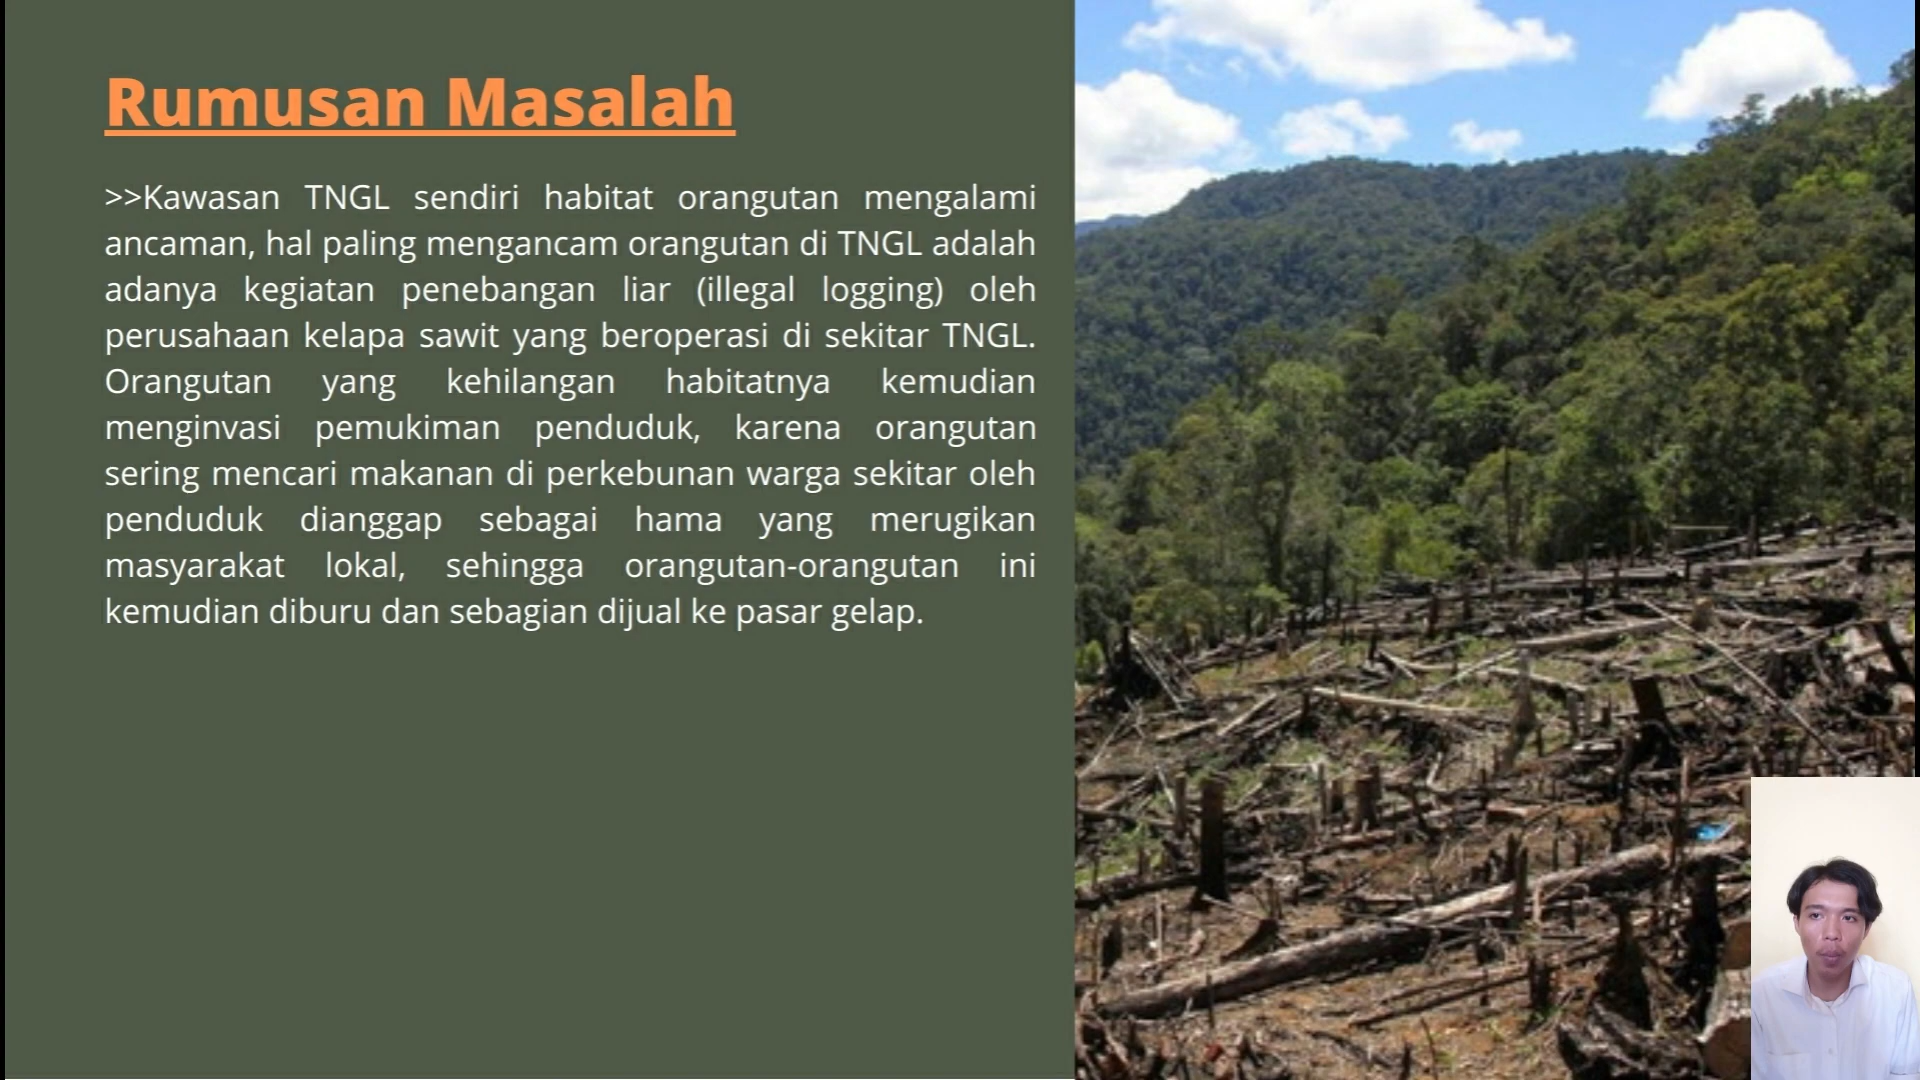 Rumusan Masalah
>>Kawasan TNGL sendiri habitat orangutan mengalami
ancaman, hal paling mengancam orangutan di TNGL adalah
adanya kegiatan penebangan liar (illegal logging) oleh
perusahaan kelapa sawit yang beroperasi di sekitar TNGL.
Orangutan yang kehilangan habitatnya kemudian
menginvasi pemukiman penduduk, karena orangutan
sering mencari makanan di perkebunan warga sekitar oleh
penduduk dianggap sebagai hama yang merugikan
masyarakat lokal, sehingga orangutan-orangutan ini
kemudian diburu dan sebagian dijual ke pasar gelap.